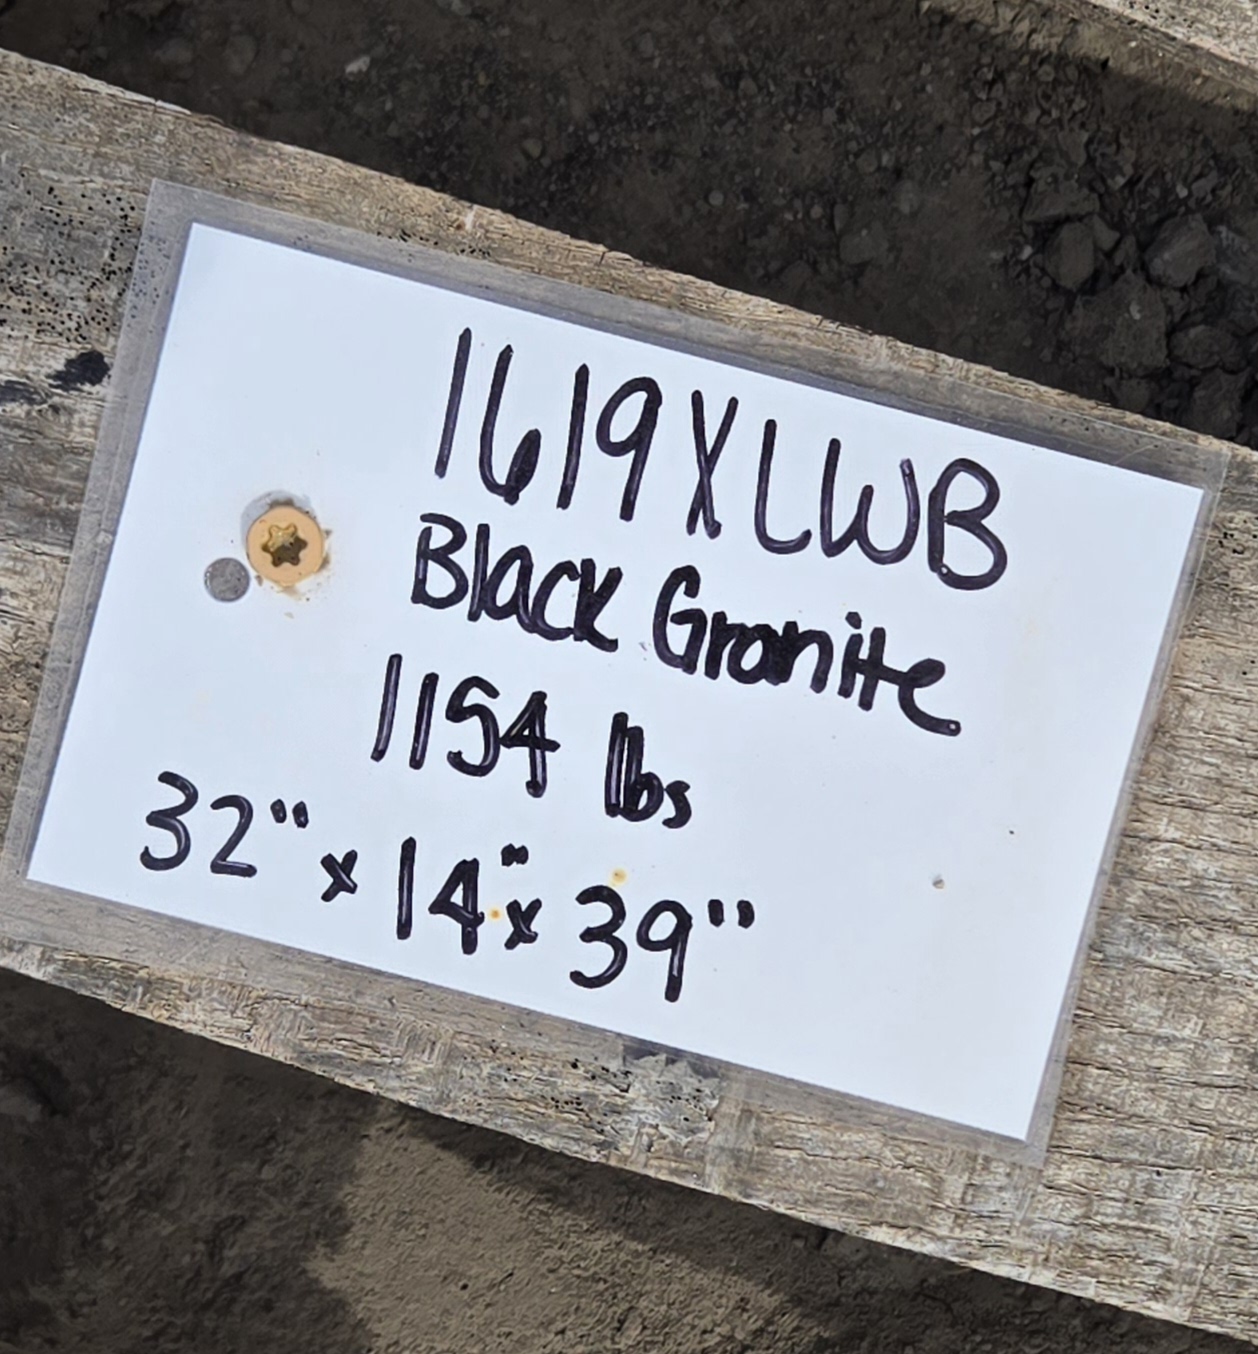 1619XLWB
Black Granite
1154 lbs
32" x 14" x 39"